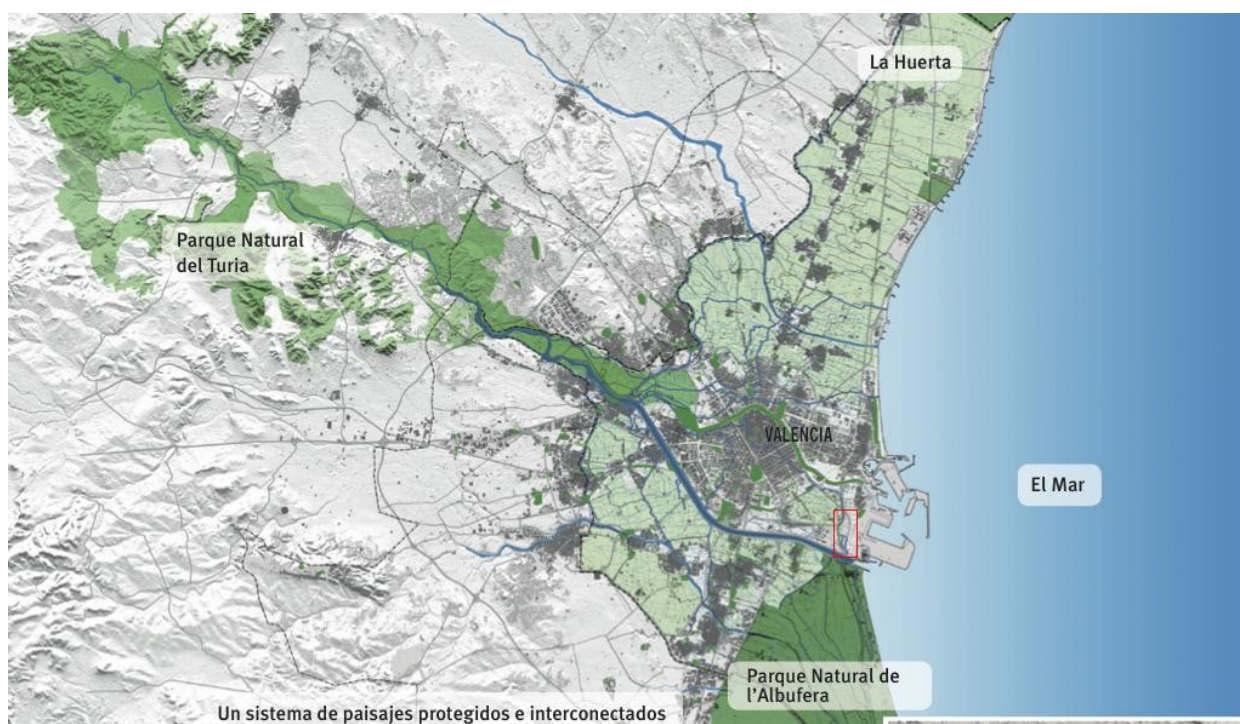 La Huerta
Parque Natural
del Turia
VALENCIA
El Mar
Parque Natural de
l'Albufera
Un sistema de paisajes protegidos e interconectados